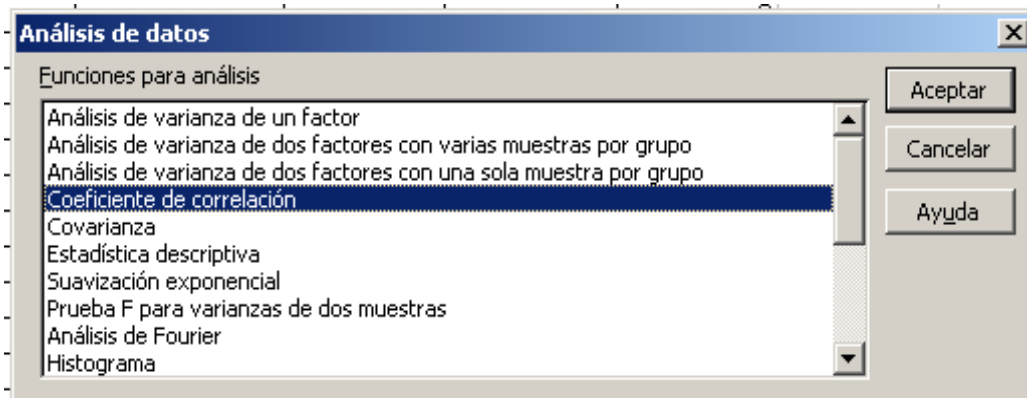 Análisis de datos
Funciones para análisis
Análisis de varianza de un factor
Análisis de varianza de dos factores con varias muestras por grupo
Análisis de varianza de dos factores con una sola muestra por grupo
Coeficiente de correlación
Covarianza
Estadística descriptiva
Suavización exponencial
Prueba F para varianzas de dos muestras
Análisis de Fourier
Histograma
Aceptar
Cancelar
Ayuda